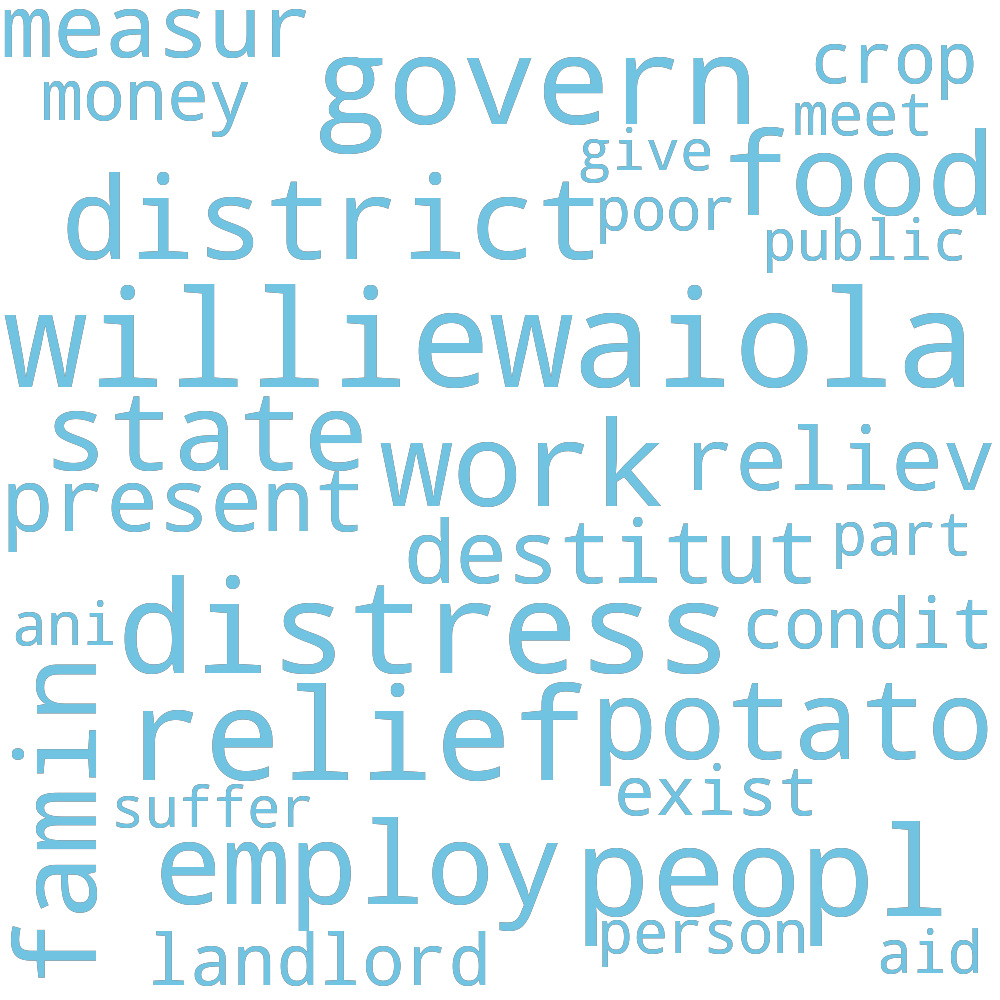 measur
money
govern
crop
meet
give
food
district
poor
public
williewaiola
state
work
reliev
present
destitut
part
ani
distress
condit
famin
relief
potato
exist
suffer
employ
peopl
person
landlord
aid